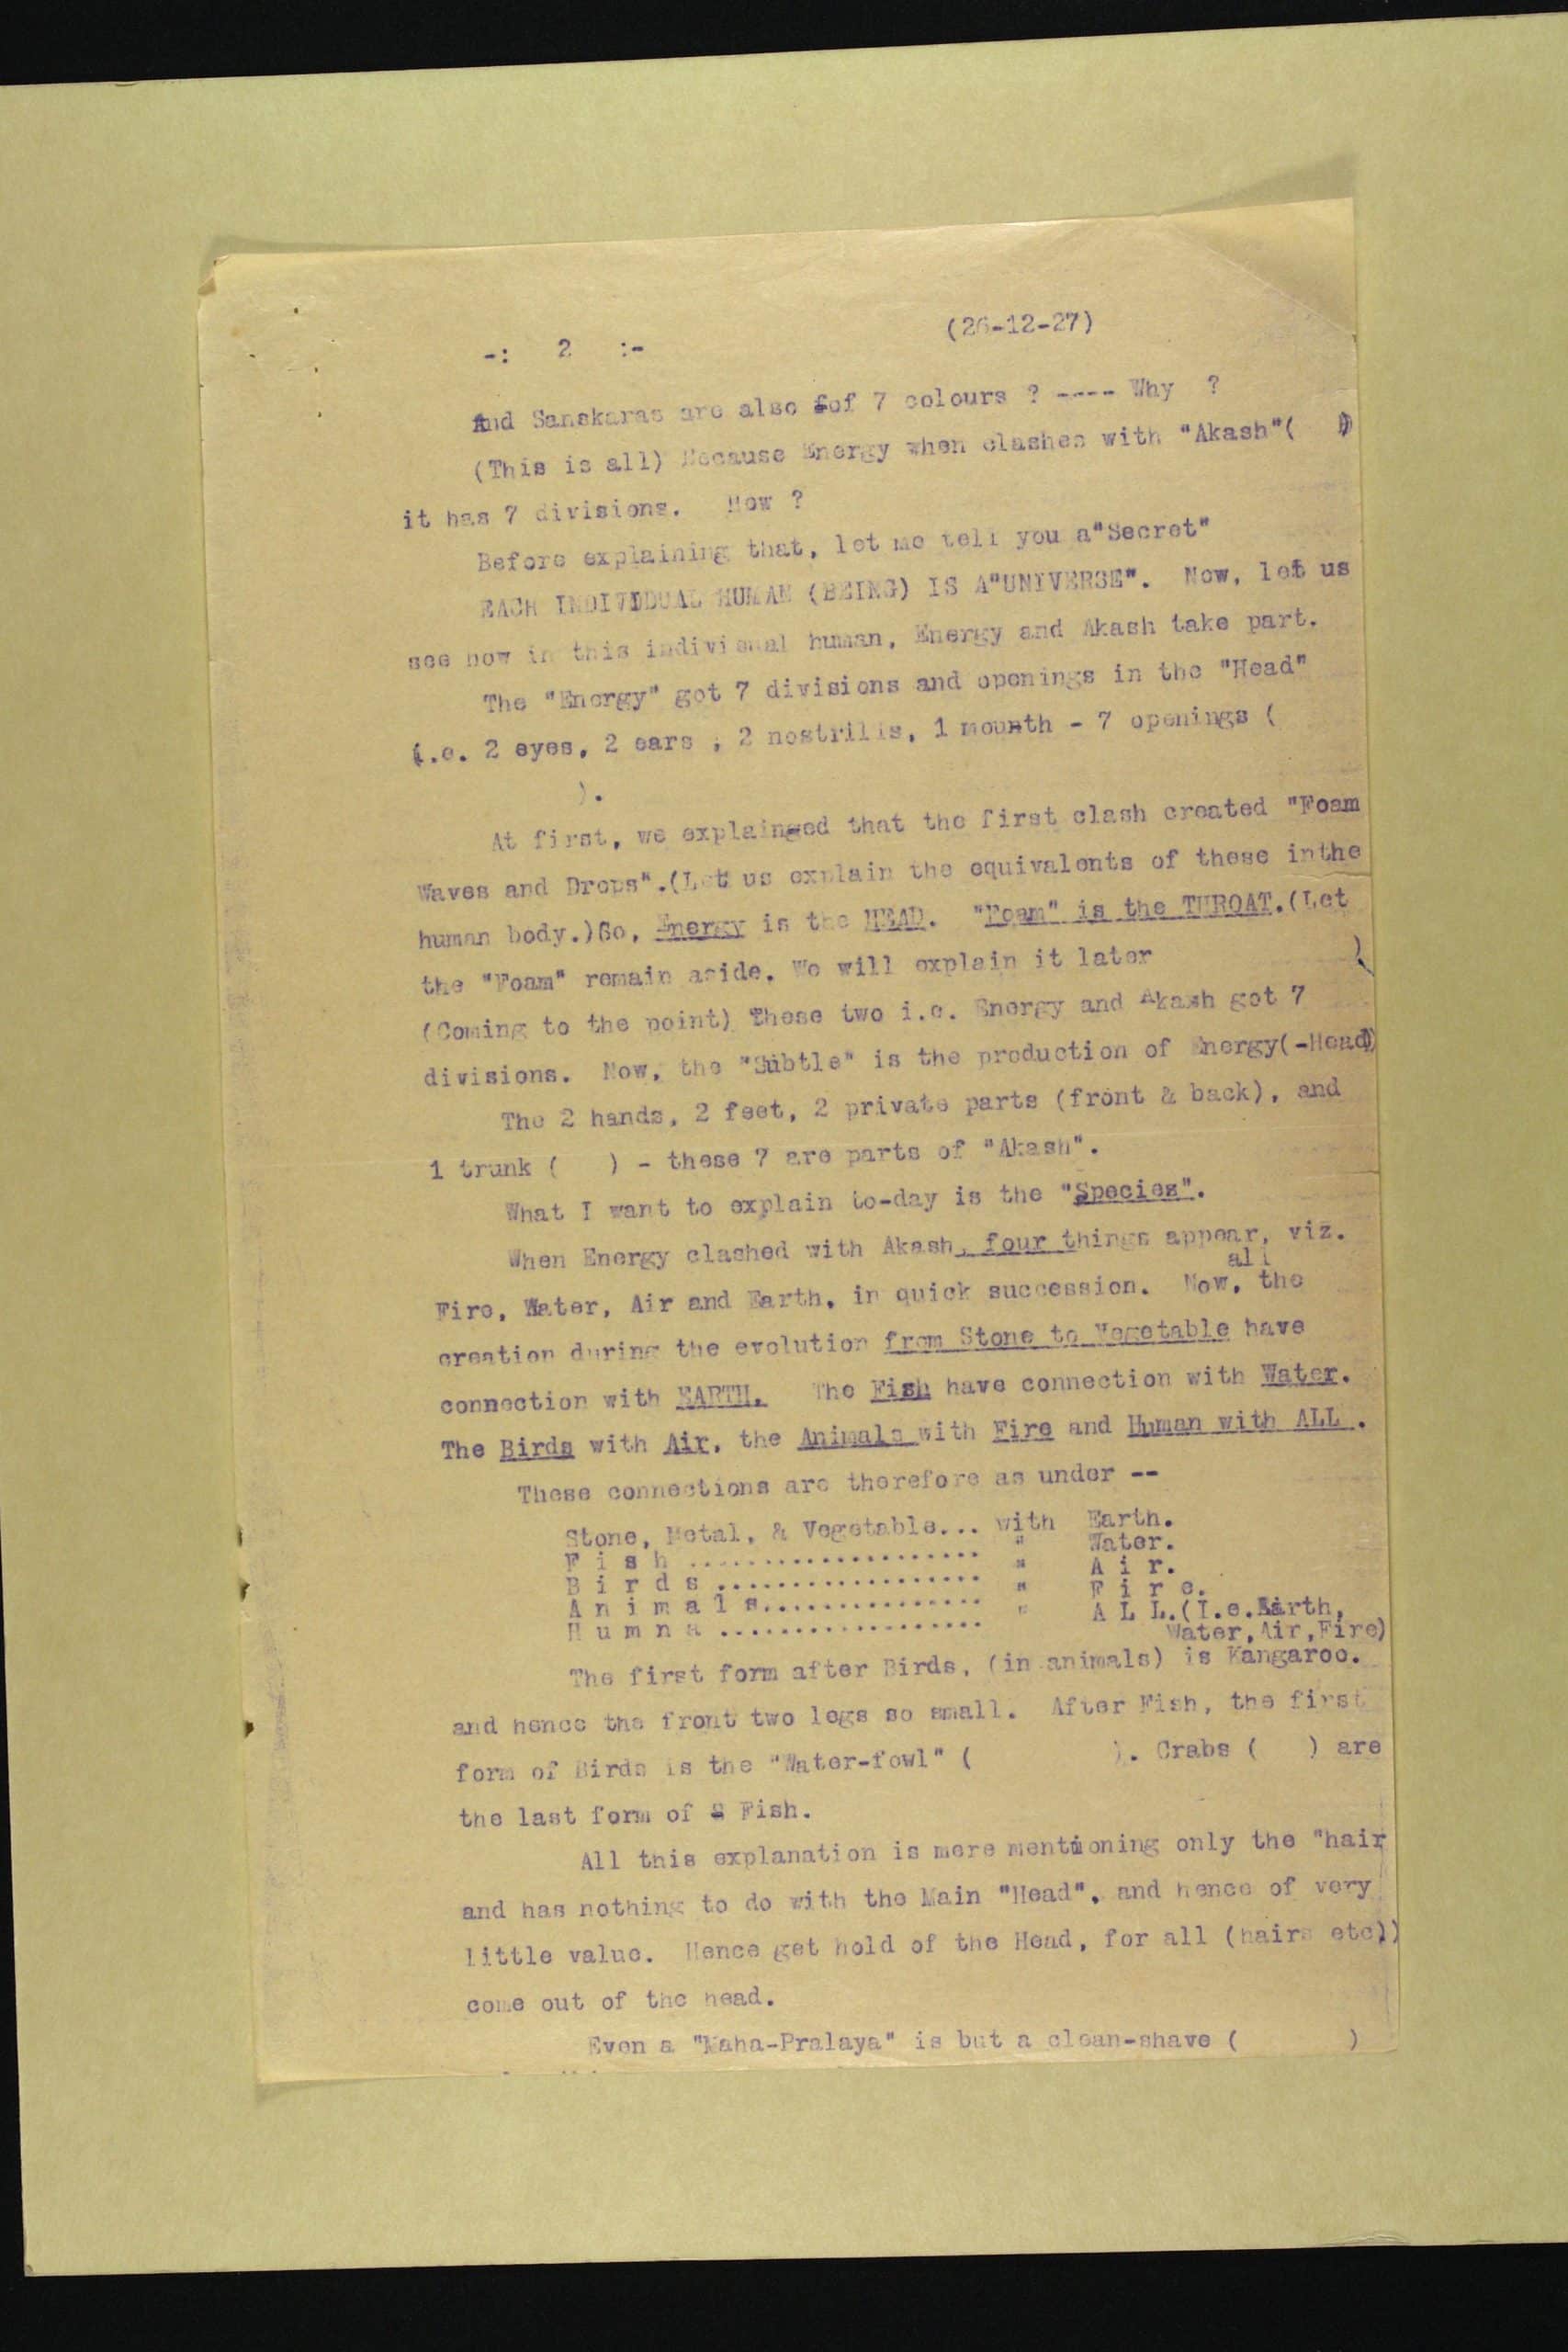 (26-12-27)
-: 2 :-
And Sanskaras are also of 7 colours ? ---- Why ?
(This is all) Because Energy when clashes with "Akash"( )
it has 7 divisions. How ?
Before explaining that, let me tell you a"Secret"
EACH INDIVIDUAL HUMAN (BEING) IS A"UNIVERSE". Now, let us
see how in this individual human, Energy and Akash take part.
The "Energy" got 7 divisions and openings in the "Head"
i.e. 2 eyes, 2 ears , 2 nostrills, 1 mounth - 7 openings (
).
At first, we explainged that the first clash created "Foam
Waves and Drops".(Let us explain the equivalents of these inthe
human body.)So, Energy is the HEAD. "Foam" is the THROAT.(Let
the "Foam" remain aside. We will explain it later )
(Coming to the point) These two i.e. Energy and Akash got 7
divisions. Now, the "Subtle" is the production of Energy(-Head)
The 2 hands, 2 feet, 2 private parts (front & back), and
1 trunk ( ) - these 7 are parts of "Akash".
What I want to explain to-day is the "Species".
When Energy clashed with Akash, four things appear, viz.
all
Fire, Water, Air and Earth, in quick succession. Now, the
creation during the evolution from Stone to Vegetable have
connection with EARTH. The Fish have connection with Water.
The Birds with Air, the Animals with Fire and Human with ALL .
These connections are therefore as under --
Stone, Metal, & Vegetable... with Earth.
F i s h .................... " Water.
B i r d s .................. " A i r.
A n i m a l s............... " F i r e.
H u m n a .................. " A L L.(I.e.Earth,
Water,Air,Fire)
The first form after Birds, (in animals) is Kangaroo.
and hence the front two legs so small. After Fish, the first
form of Birds is the "Water-fowl" ( ). Crabs ( ) are
the last form of Fish.
All this explanation is mere mentioning only the "hair
and has nothing to do with the Main "Head", and hence of very
little value. Hence get hold of the Head, for all (hairs etc))
come out of the head.
Even a "Maha-Pralaya" is but a clean-shave ( )